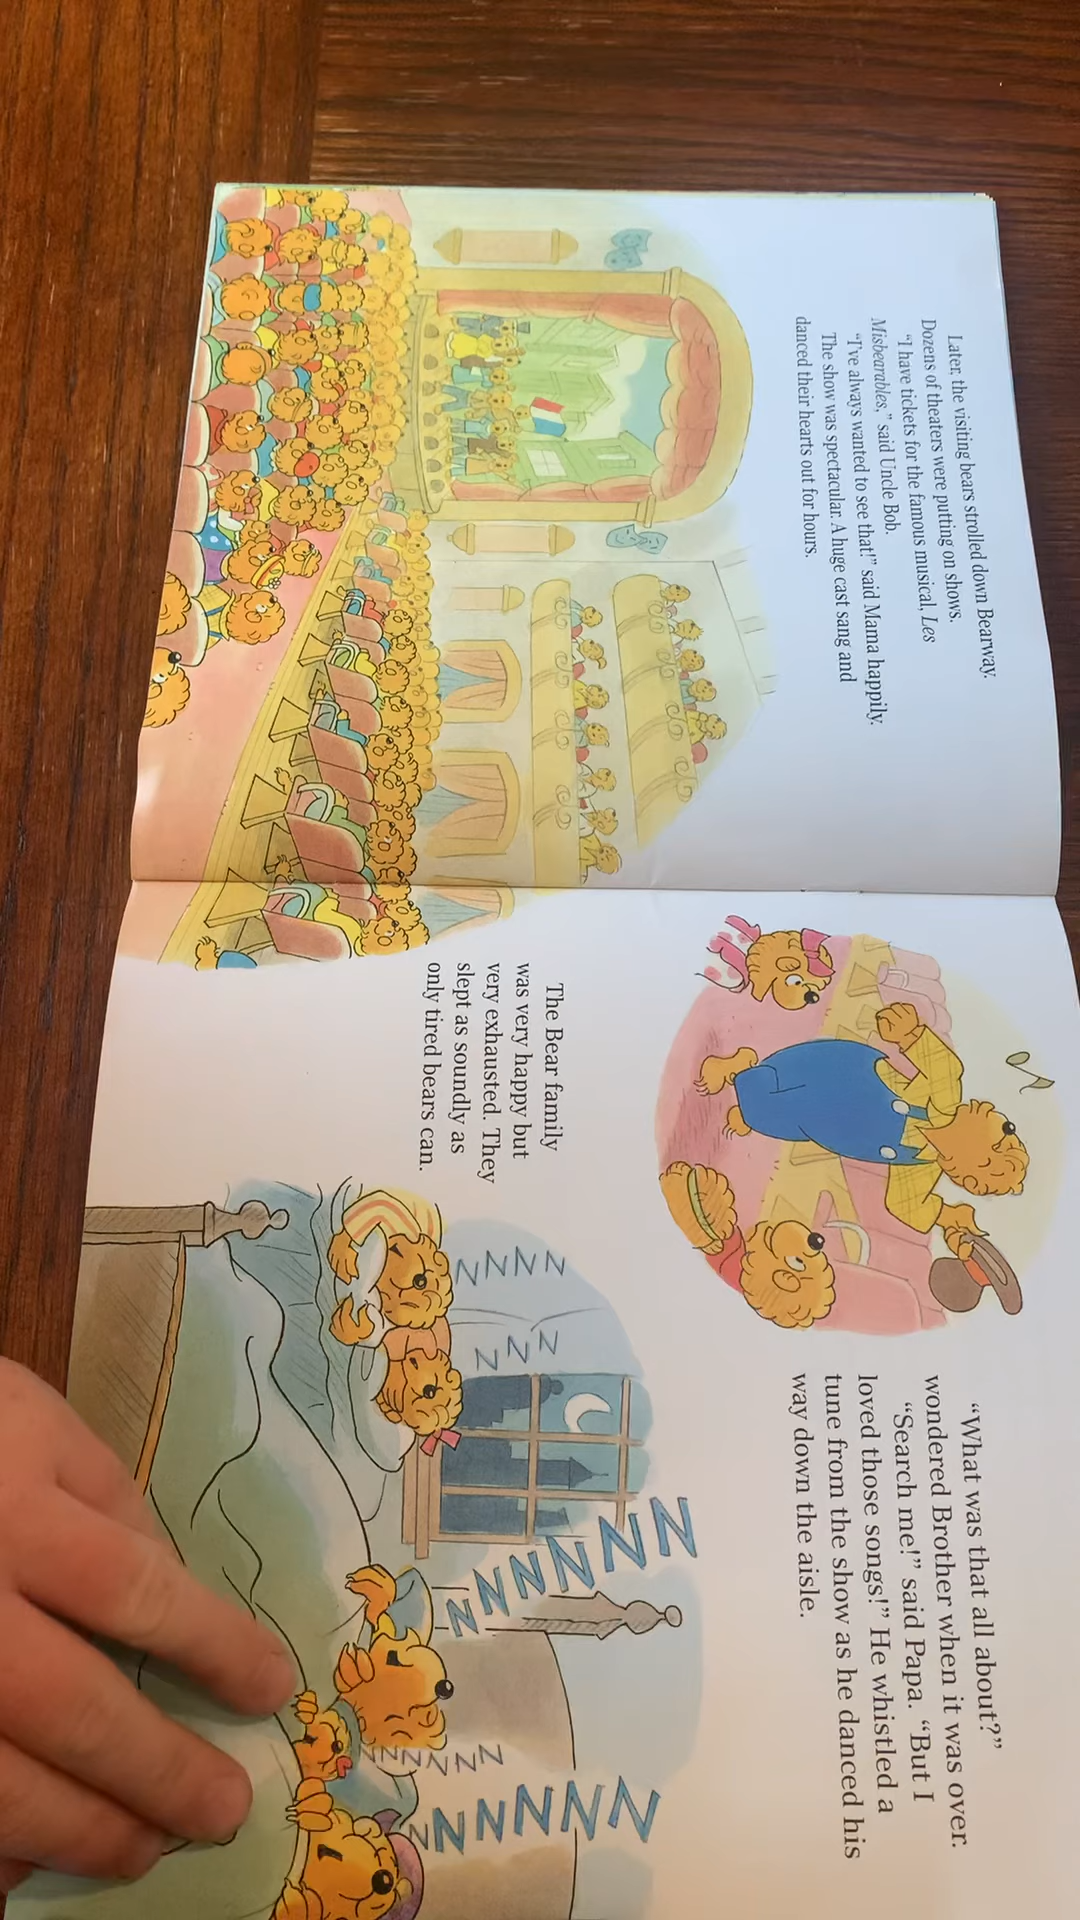 Later, the visiting bears strolled down Bearway.
Dozens of theaters were putting on shows.
“I have tickets for the famous musical, Les
Misbearables,” said Uncle Bob.
“I’ve always wanted to see that!” said Mama happily.
The show was spectacular. A huge cast sang and
danced their hearts out for hours.
“What was that all about?”
wondered Brother when it was over.
“Search me!” said Papa. “But I
loved those songs!” He whistled a
tune from the show as he danced his
way down the aisle.
The Bear family
was very happy but
very exhausted. They
slept as soundly as
only tired bears can.
Z Z Z Z
Z Z Z
Z Z Z Z Z Z
Z Z Z Z Z
Z Z Z Z Z Z